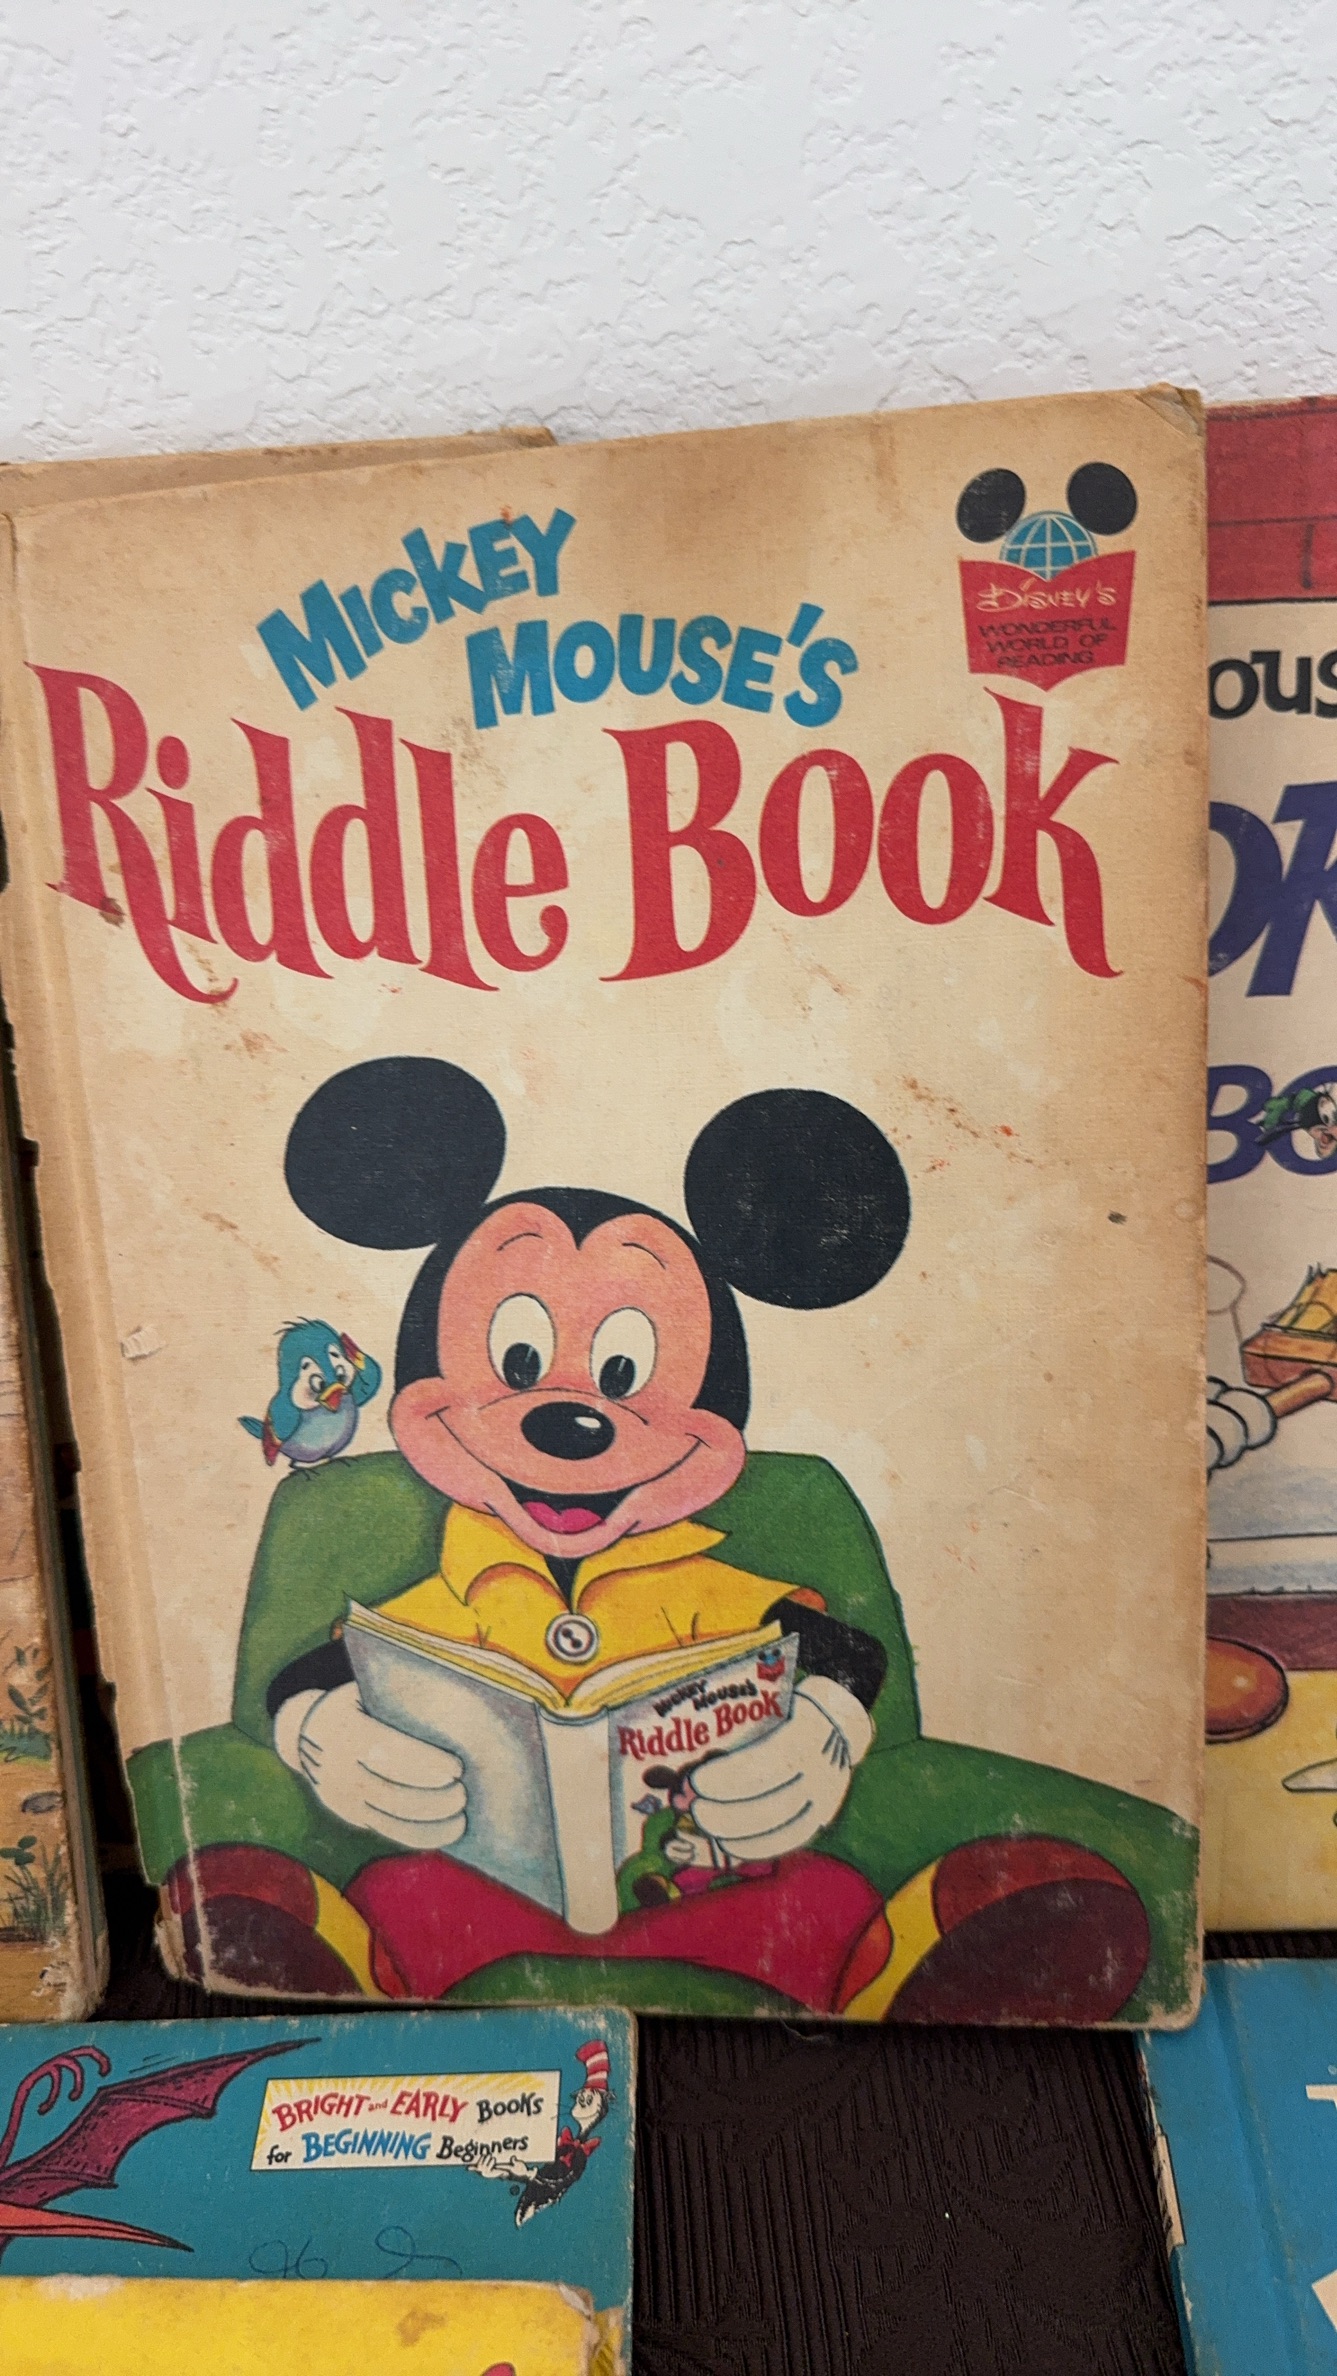 MICKEY
MOUSE'S
Riddle Book
DISNEY'S
WONDERFUL
WORLD OF
READING
MICKEY
MOUSE'S
Riddle Book
BRIGHT and EARLY BOOKS
for BEGINNING Beginners